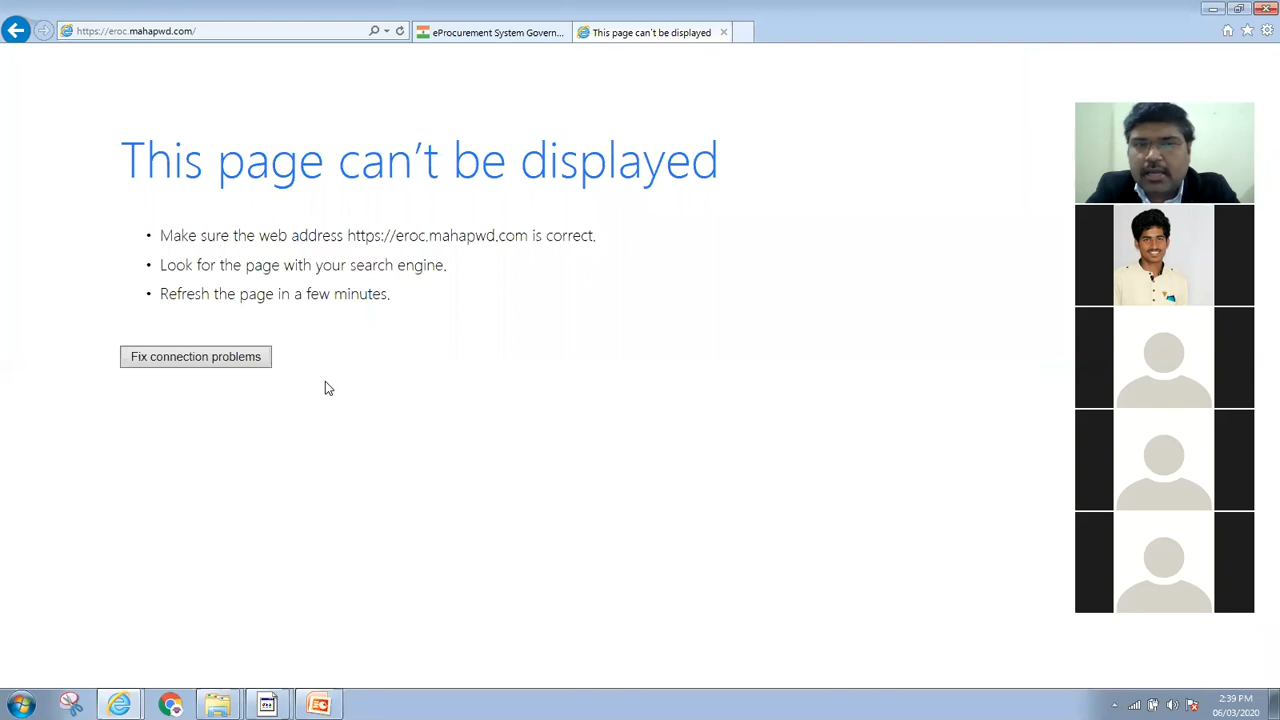 https://eroc.mahapwd.com/
eProcurement System Govern...
This page can't be displayed
This page can't be displayed
• Make sure the web address https://eroc.mahapwd.com is correct.
• Look for the page with your search engine.
• Refresh the page in a few minutes.
Fix connection problems
2:39 PM
06/03/2020